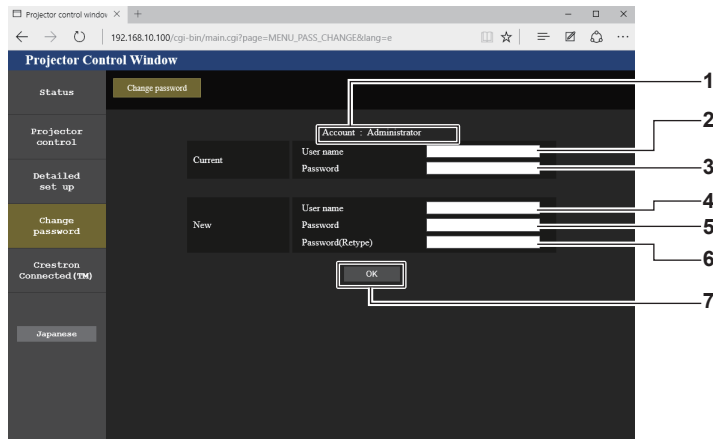 Projector control window
192.168.10.100/cgi-bin/main.cgi?page=MENU_PASS_CHANGE&lang=e
Projector Control Window
Status
Change password
Projector
control
Detailed
set up
Change
password
Crestron
Connected(TM)
Japanese
Account : Administrator
Current
User name
Password
New
User name
Password
Password(Retype)
OK
1
2
3
4
5
6
7